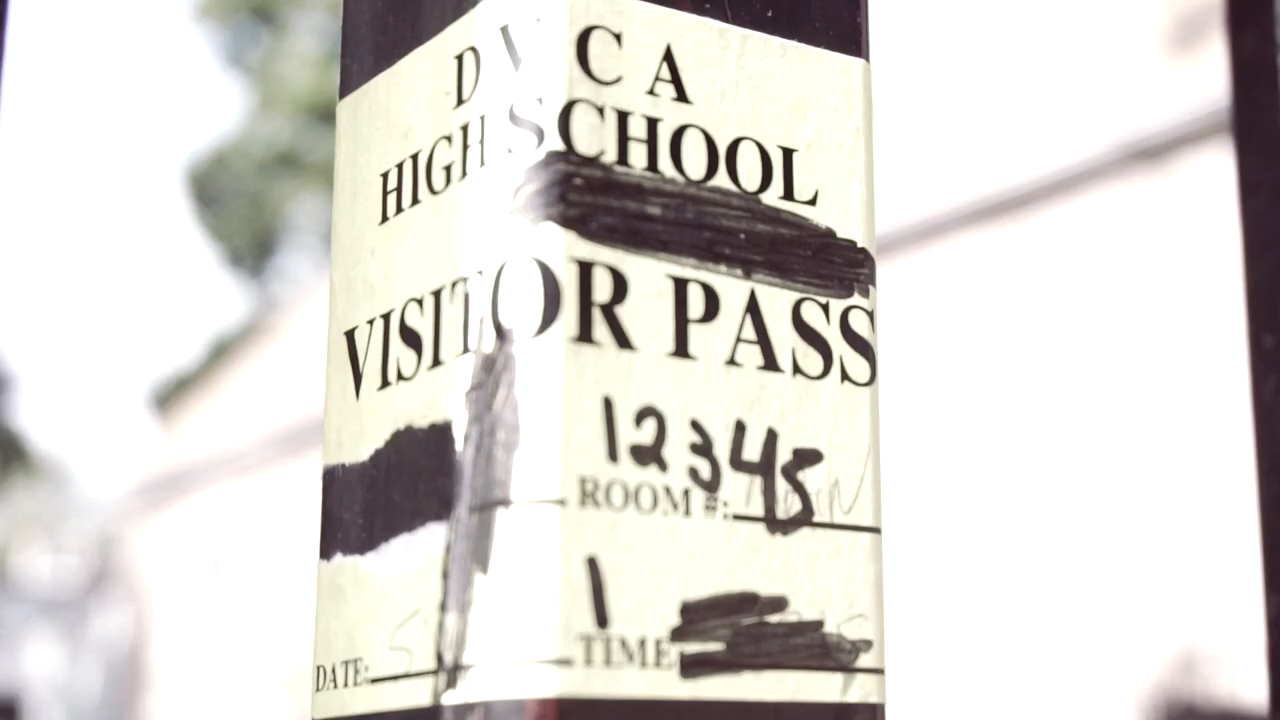 D V C A
HIGH SCHOOL
VISITOR PASS
12345
ROOM #:
1
DATE:
TIME